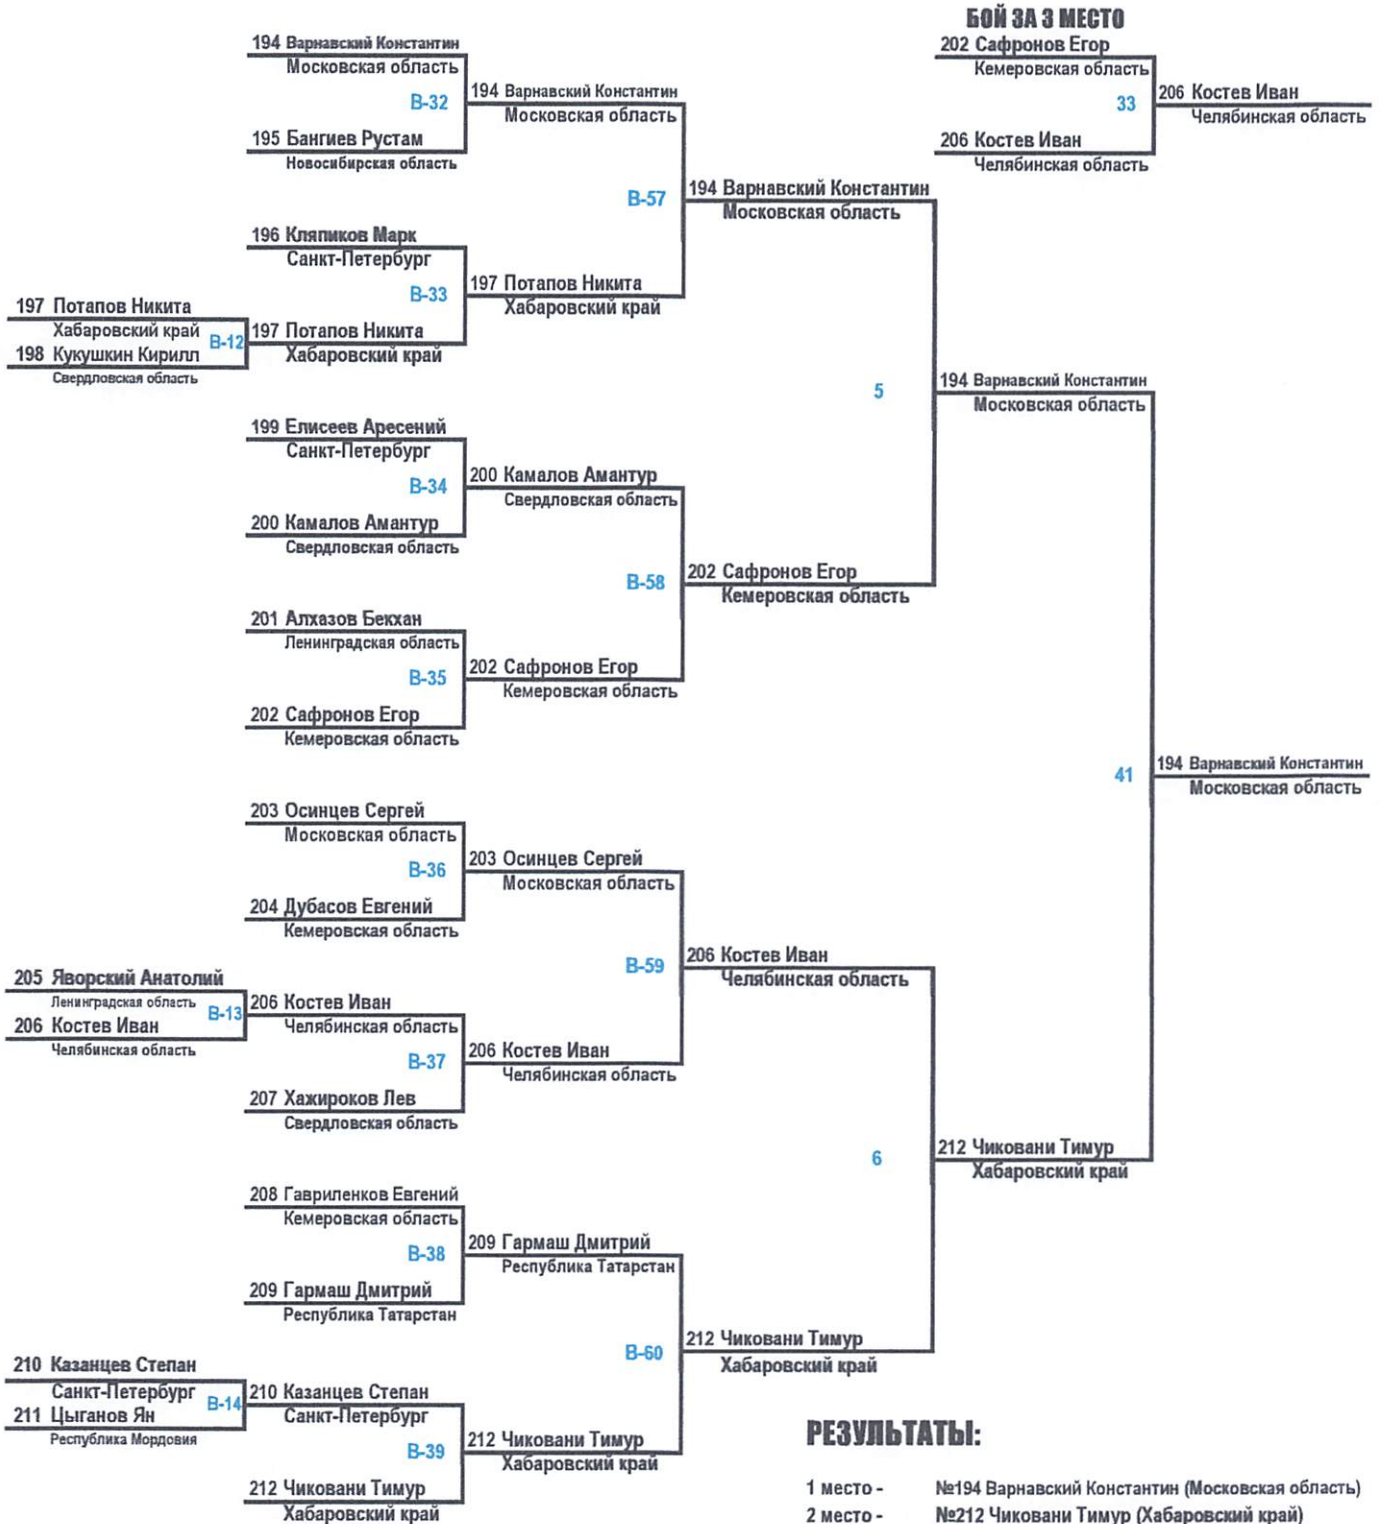 БОЙ ЗА 3 МЕСТО
202 Сафронов Егор
Кемеровская область
33
206 Костев Иван
Челябинская область
206 Костев Иван
Челябинская область
194 Варнавский Константин
Московская область
В-32
195 Бангиев Рустам
Новосибирская область
194 Варнавский Константин
Московская область
В-57
196 Кляпиков Марк
Санкт-Петербург
В-33
197 Потапов Никита
Хабаровский край
В-12
198 Кукушкин Кирилл
Свердловская область
197 Потапов Никита
Хабаровский край
197 Потапов Никита
Хабаровский край
194 Варнавский Константин
Московская область
5
199 Елисеев Аресений
Санкт-Петербург
В-34
200 Камалов Амантур
Свердловская область
200 Камалов Амантур
Свердловская область
В-58
201 Алхазов Бекхан
Ленинградская область
В-35
202 Сафронов Егор
Кемеровская область
202 Сафронов Егор
Кемеровская область
202 Сафронов Егор
Кемеровская область
194 Варнавский Константин
Московская область
41
194 Варнавский Константин
Московская область
203 Осинцев Сергей
Московская область
В-36
204 Дубасов Евгений
Кемеровская область
203 Осинцев Сергей
Московская область
В-59
205 Яворский Анатолий
Ленинградская область
В-13
206 Костев Иван
Челябинская область
206 Костев Иван
Челябинская область
В-37
207 Хажироков Лев
Свердловская область
206 Костев Иван
Челябинская область
206 Костев Иван
Челябинская область
6
212 Чиковани Тимур
Хабаровский край
208 Гавриленков Евгений
Кемеровская область
В-38
209 Гармаш Дмитрий
Республика Татарстан
209 Гармаш Дмитрий
Республика Татарстан
В-60
212 Чиковани Тимур
Хабаровский край
210 Казанцев Степан
Санкт-Петербург
В-14
211 Цыганов Ян
Республика Мордовия
210 Казанцев Степан
Санкт-Петербург
В-39
212 Чиковани Тимур
Хабаровский край
212 Чиковани Тимур
Хабаровский край
РЕЗУЛЬТАТЫ:
1 место - №194 Варнавский Константин (Московская область)
2 место - №212 Чиковани Тимур (Хабаровский край)